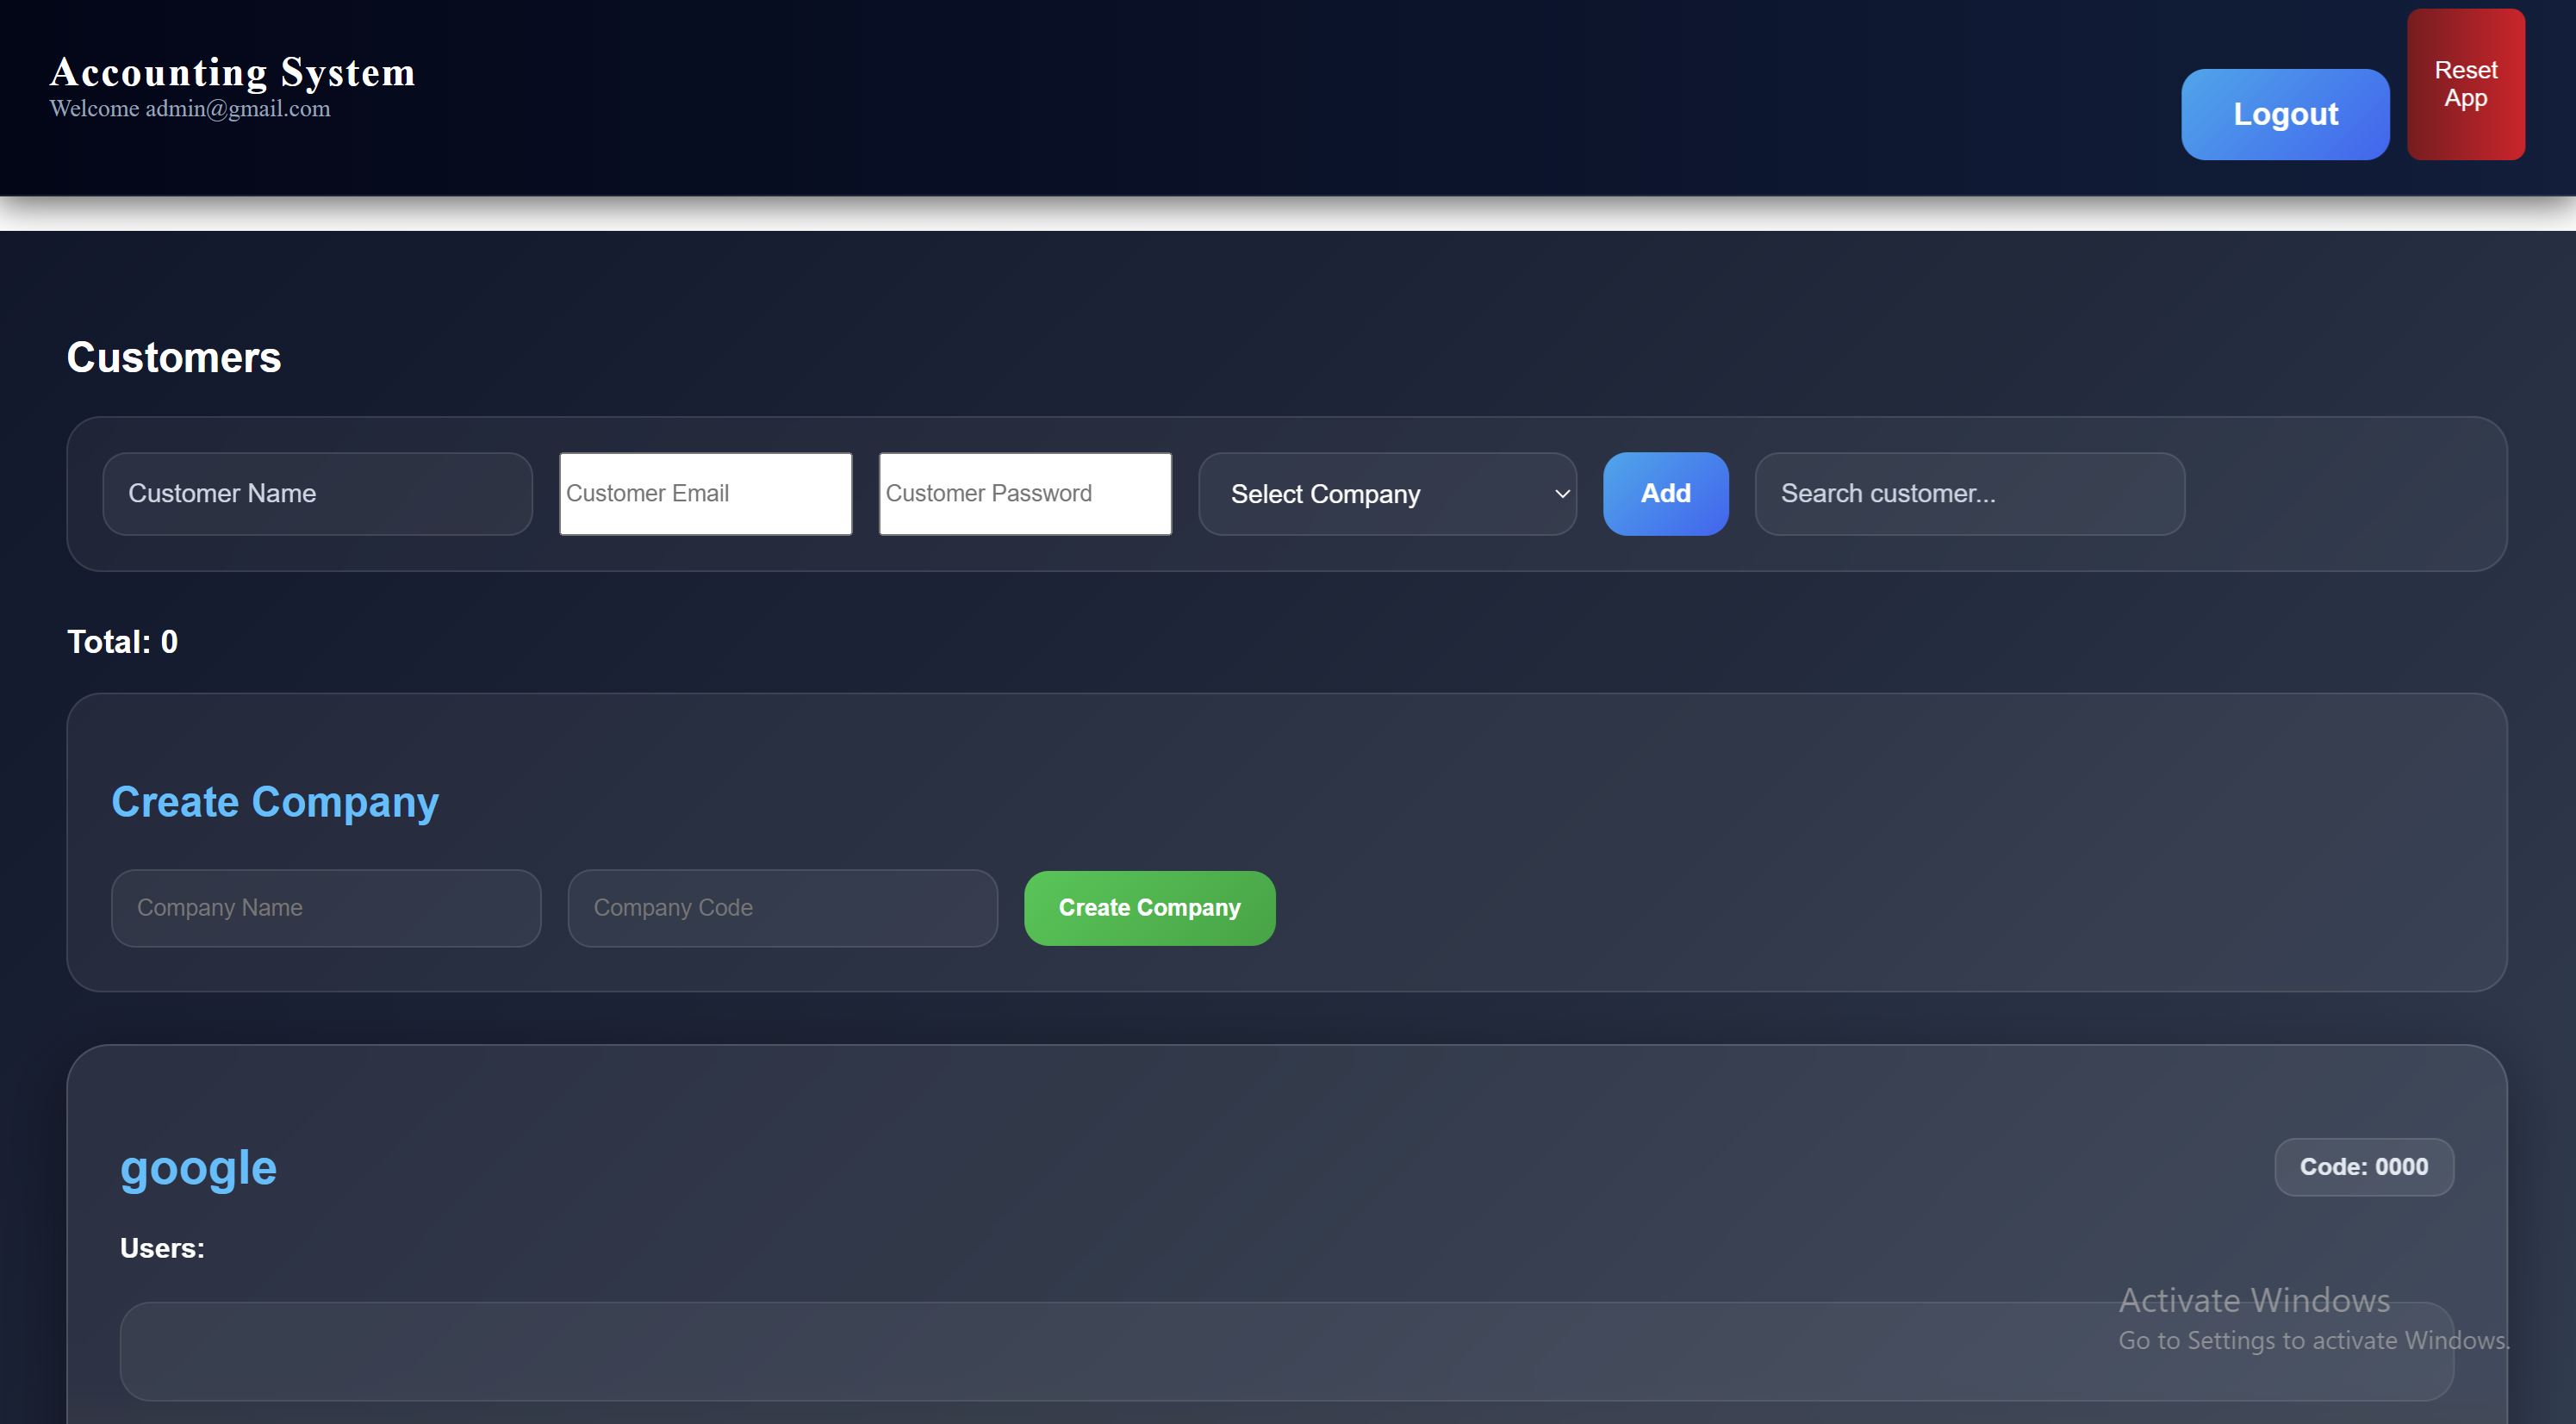 Accounting System
Welcome admin@gmail.com
Logout
Reset
App
Customers
Customer Name
Customer Email
Customer Password
Select Company
Add
Search customer...
Total: 0
Create Company
Company Name
Company Code
Create Company
google
Code: 0000
Users:
Activate Windows
Go to Settings to activate Windows.